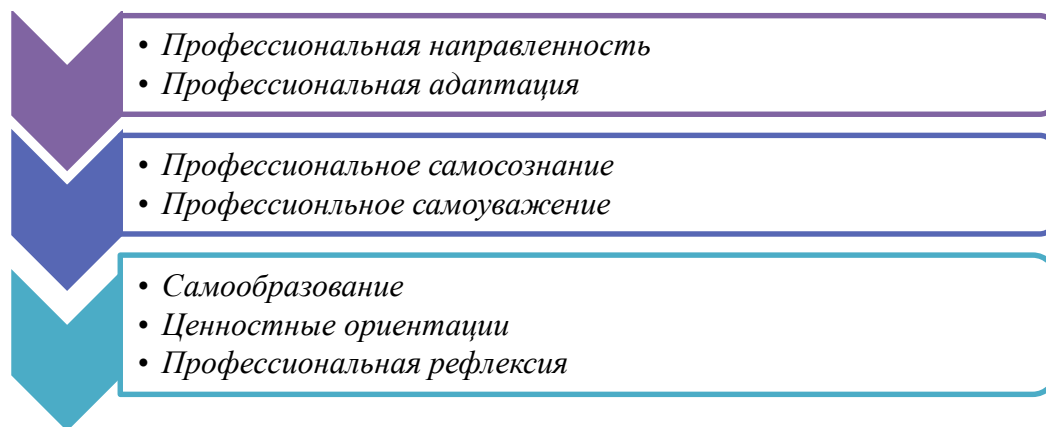 • Профессиональная направленность
• Профессиональная адаптация
• Профессиональное самосознание
• Профессионльное самоуважение
• Самообразование
• Ценностные ориентации
• Профессиональная рефлексия